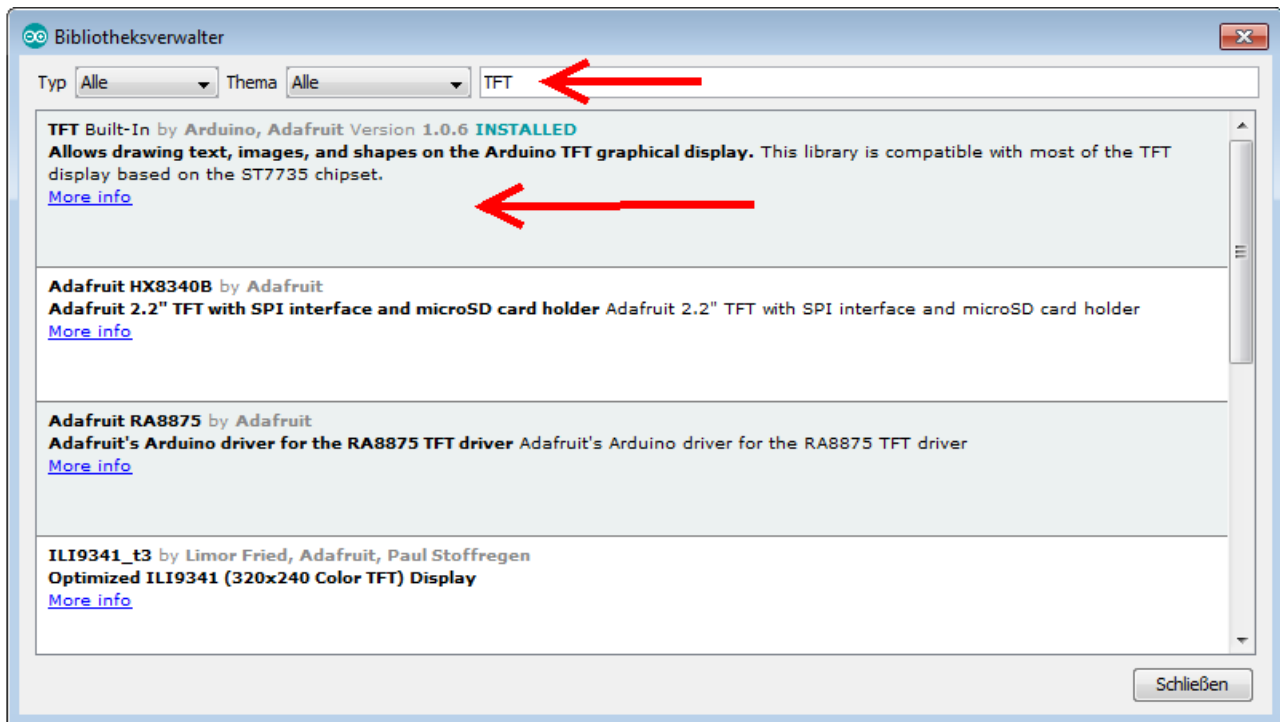 Bibliotheksverwalter
Typ Alle Thema Alle TFT
TFT Built-In by Arduino, Adafruit Version 1.0.6 INSTALLED
Allows drawing text, images, and shapes on the Arduino TFT graphical display. This library is compatible with most of the TFT
display based on the ST7735 chipset.
More info
Adafruit HX8340B by Adafruit
Adafruit 2.2" TFT with SPI interface and microSD card holder Adafruit 2.2" TFT with SPI interface and microSD card holder
More info
Adafruit RA8875 by Adafruit
Adafruit's Arduino driver for the RA8875 TFT driver Adafruit's Arduino driver for the RA8875 TFT driver
More info
ILI9341_t3 by Limor Fried, Adafruit, Paul Stoffregen
Optimized ILI9341 (320x240 Color TFT) Display
More info
Schließen